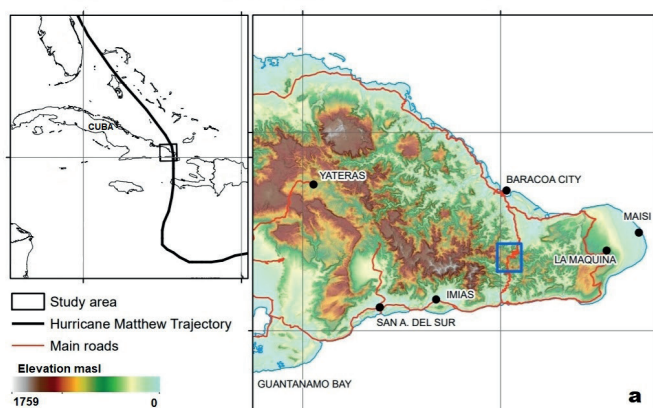 CUBA
Study area
Hurricane Matthew Trajectory
Main roads
Elevation masl
1759
0
YATERAS
BARACOA CITY
MAISI
LA MAQUINA
IMIAS
SAN A. DEL SUR
GUANTANAMO BAY
a